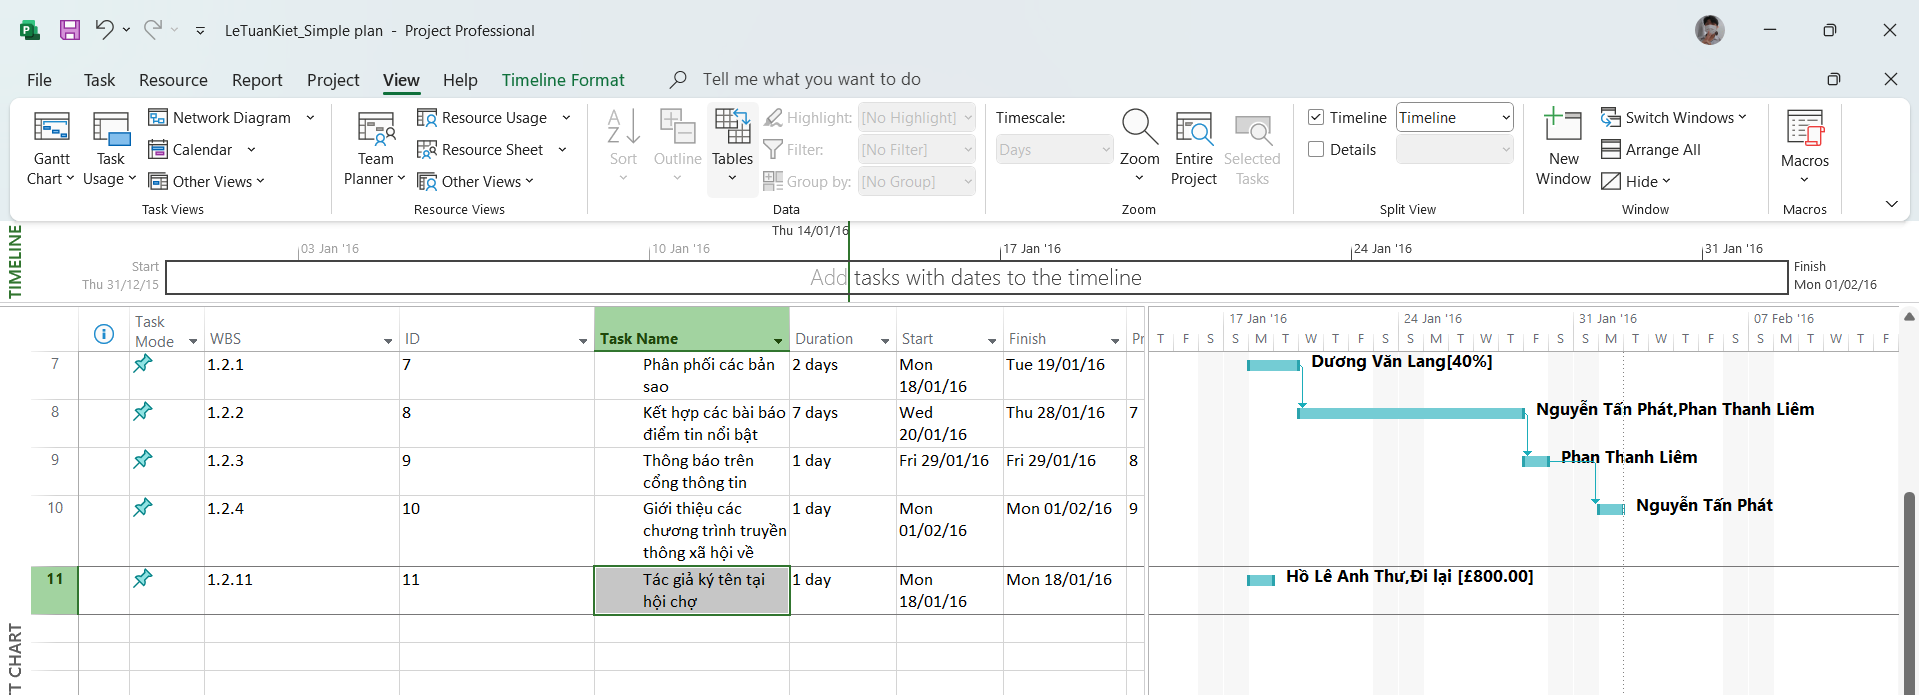 LeTuanKiet_Simple plan - Project Professional
File Task Resource Report Project View Help Timeline Format Tell me what you want to do
Gantt Chart
Task Usage
Network Diagram
Calendar
Other Views
Task Views
Team Planner
Resource Usage
Resource Sheet
Other Views
Resource Views
Sort
Outline
Tables
Highlight: [No Highlight]
Filter: [No Filter]
Group by: [No Group]
Data
Timescale:
Days
Zoom
Entire Project
Selected Tasks
Zoom
Timeline Timeline
Details
Split View
New Window
Switch Windows
Arrange All
Hide
Window
Macros
Macros
TIMELINE
Thu 14/01/16
03 Jan '16 10 Jan '16 17 Jan '16 24 Jan '16 31 Jan '16
Start
Thu 31/12/15
Add tasks with dates to the timeline
Finish
Mon 01/02/16
Task Mode WBS ID Task Name Duration Start Finish Pr
17 Jan '16 24 Jan '16 31 Jan '16 07 Feb '16
T F S S M T W T F S S M T W T F S S M T W T F S S M T W T F
7 1.2.1 7 Phân phối các bản sao 2 days Mon 18/01/16 Tue 19/01/16
Dương Văn Lang[40%]
8 1.2.2 8 Kết hợp các bài báo điểm tin nổi bật 7 days Wed 20/01/16 Thu 28/01/16 7
Nguyễn Tấn Phát,Phan Thanh Liêm
9 1.2.3 9 Thông báo trên cổng thông tin 1 day Fri 29/01/16 Fri 29/01/16 8
Phan Thanh Liêm
10 1.2.4 10 Giới thiệu các chương trình truyền thông xã hội về 1 day Mon 01/02/16 Mon 01/02/16 9
Nguyễn Tấn Phát
11 1.2.11 11 Tác giả ký tên tại hội chợ 1 day Mon 18/01/16 Mon 18/01/16
Hồ Lê Anh Thư,Đi lại [£800.00]
T CHART